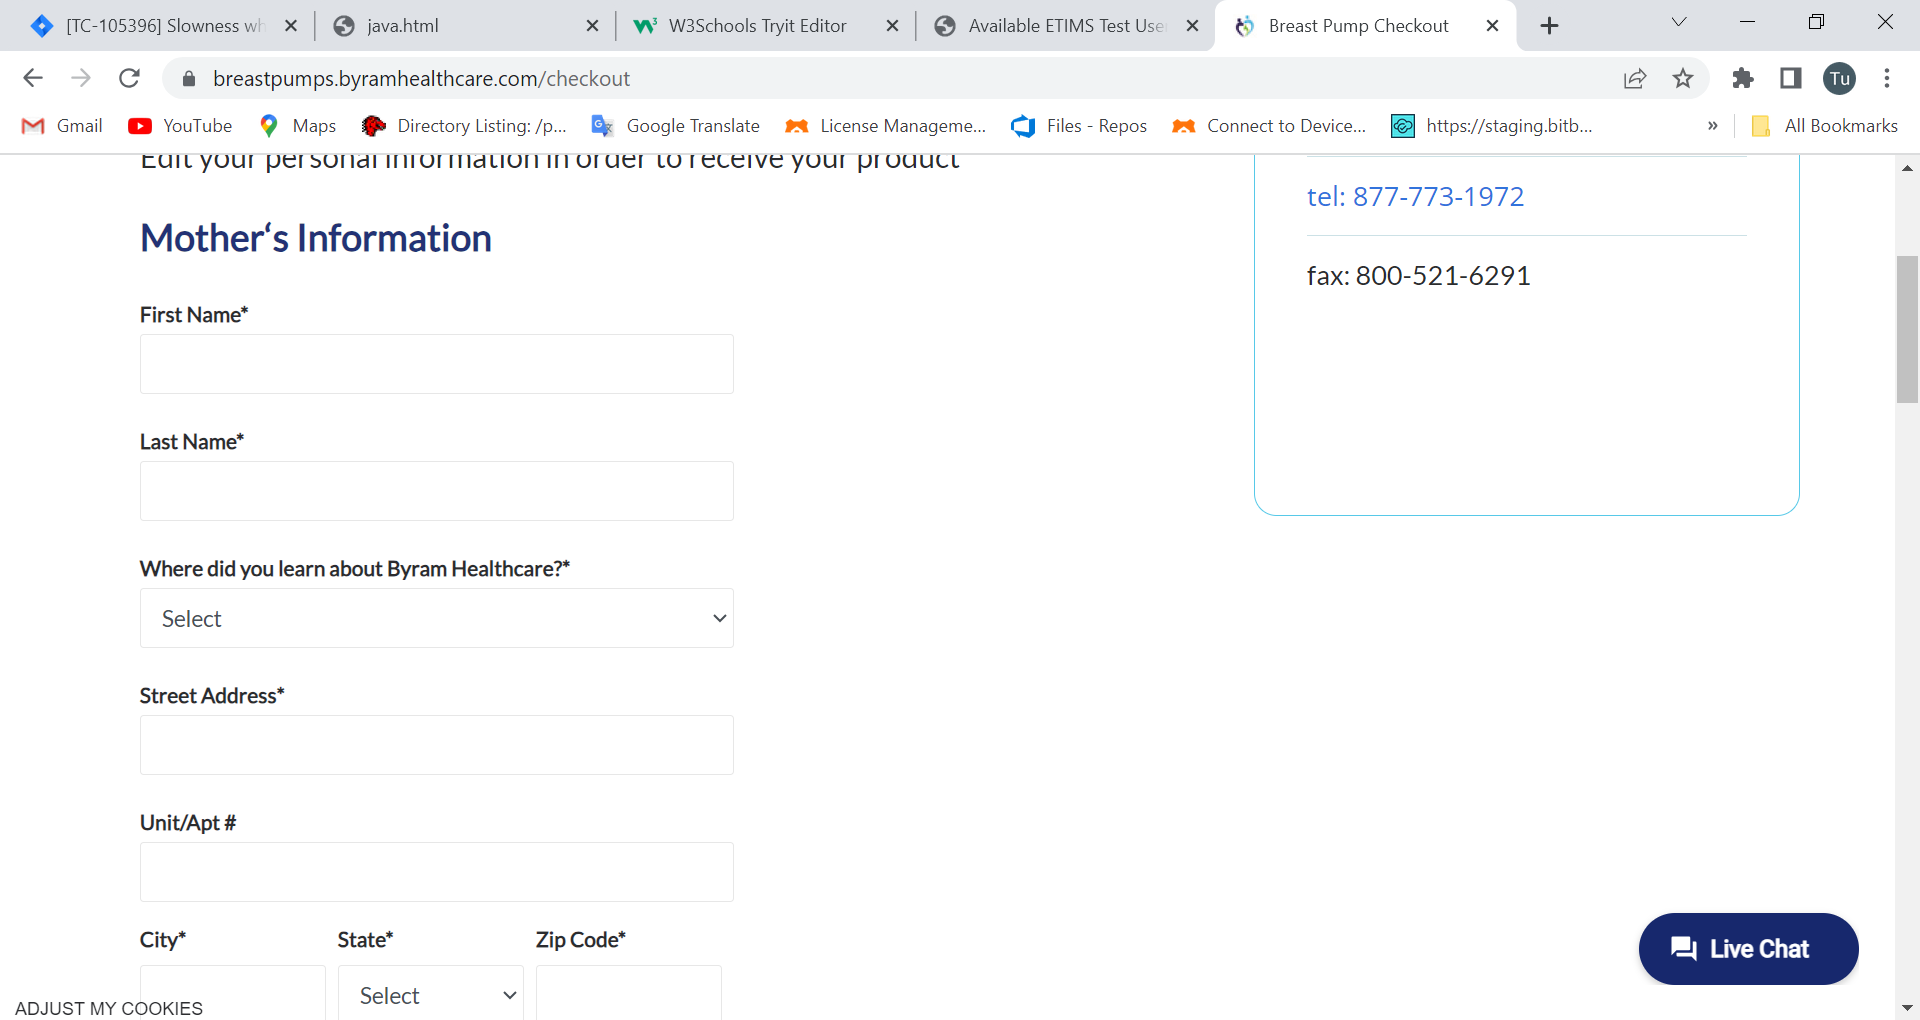 [TC-105396] Slowness wh
java.html
W3Schools Tryit Editor
Available ETIMS Test User
Breast Pump Checkout
breastpumps.byramhealthcare.com/checkout
Tu
Gmail
YouTube
Maps
Directory Listing: /p...
Google Translate
License Manageme...
Files - Repos
Connect to Device...
https://staging.bitb...
»
All Bookmarks
Edit your personal information in order to receive your product
Mother‘s Information
First Name*
Last Name*
Where did you learn about Byram Healthcare?*
Select
Street Address*
Unit/Apt #
City* State* Zip Code*
Select
ADJUST MY COOKIES
tel: 877-773-1972
fax: 800-521-6291
Live Chat